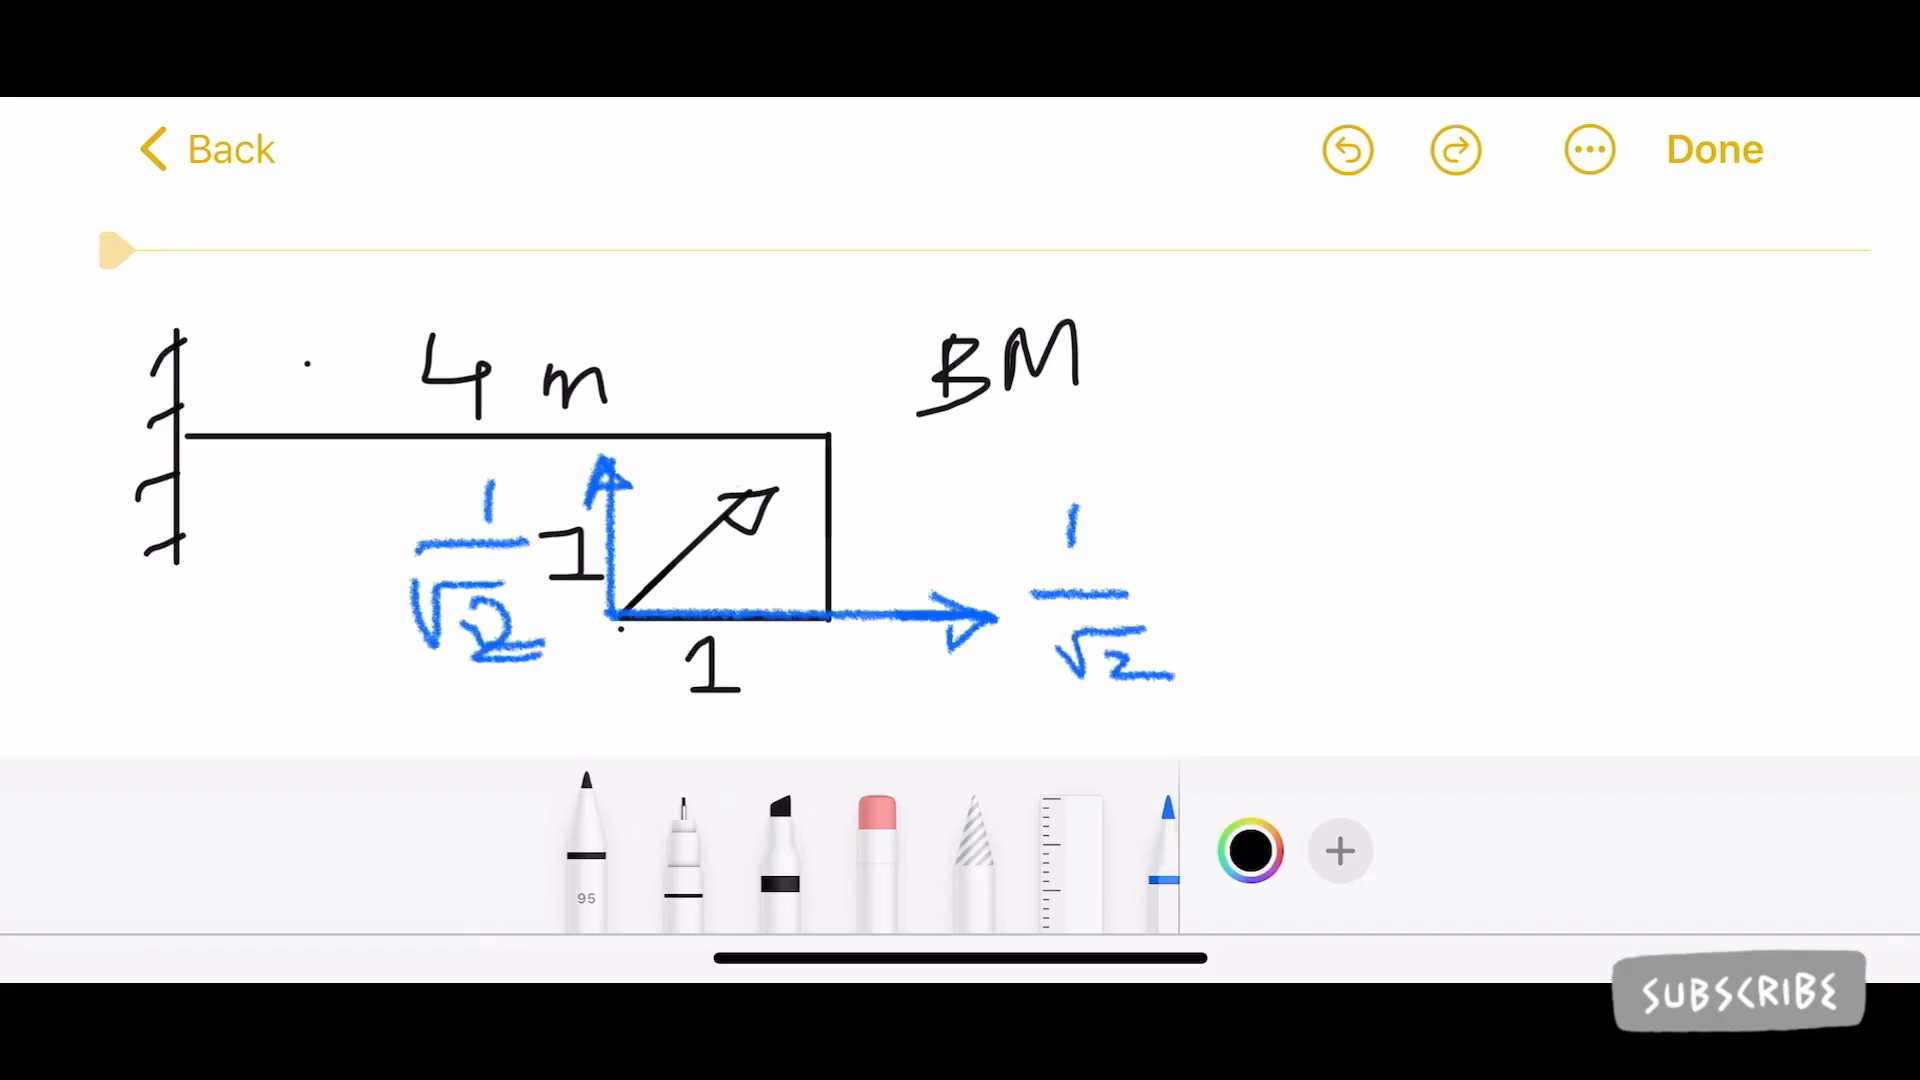 Back
Done
4 m
BM
1/√2
1
1/√2
1
95
SUBSCRIBE